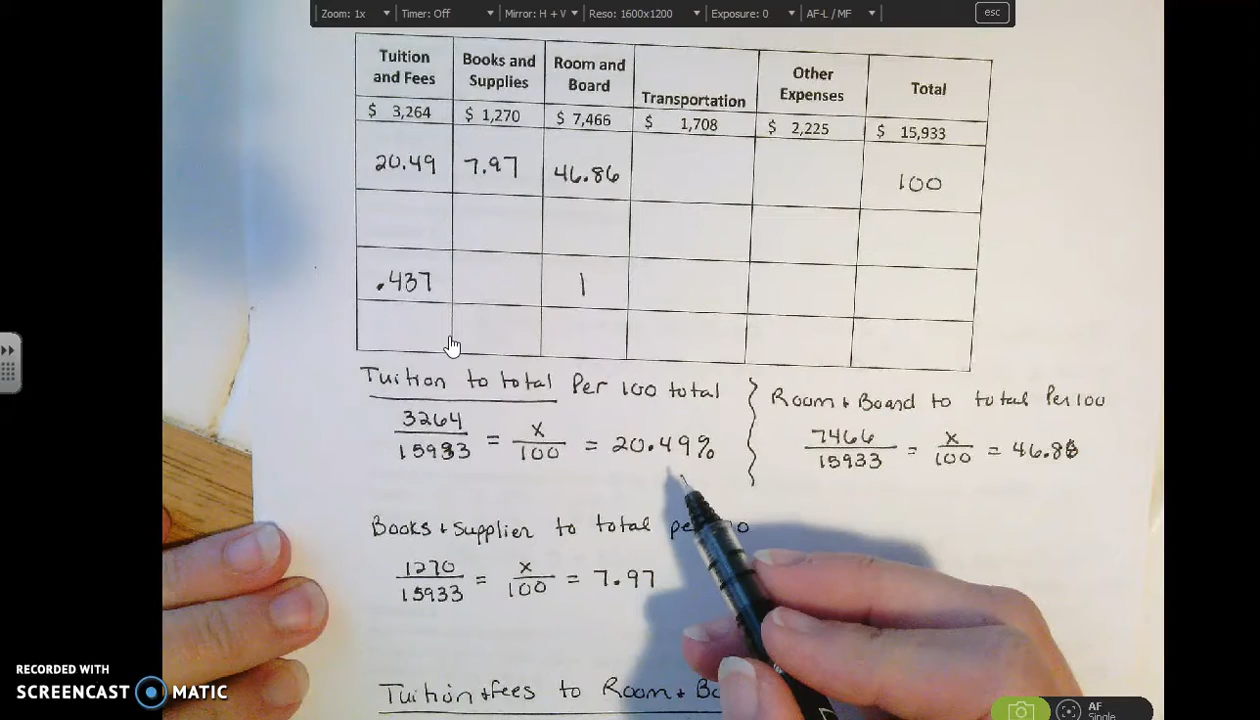 Zoom: 1x Timer: Off Mirror: H + V Reso: 1600x1200 Exposure: 0 AF-L / MF esc
Tuition and Fees Books and Supplies Room and Board Transportation Other Expenses Total
$ 3,264 $ 1,270 $ 7,466 $ 1,708 $ 2,225 $ 15,933
20.49 7.97 46.86 100
.437 1
Tuition to total Per 100 total
3264/15933 = x/100 = 20.49%
Room + Board to total Per 100
7466/15933 = x/100 = 46.86
Books + Supplier to total
1270/15933 = x/100 = 7.97
Tuition + fees to Room +
RECORDED WITH
SCREENCAST MATIC
AF
Single